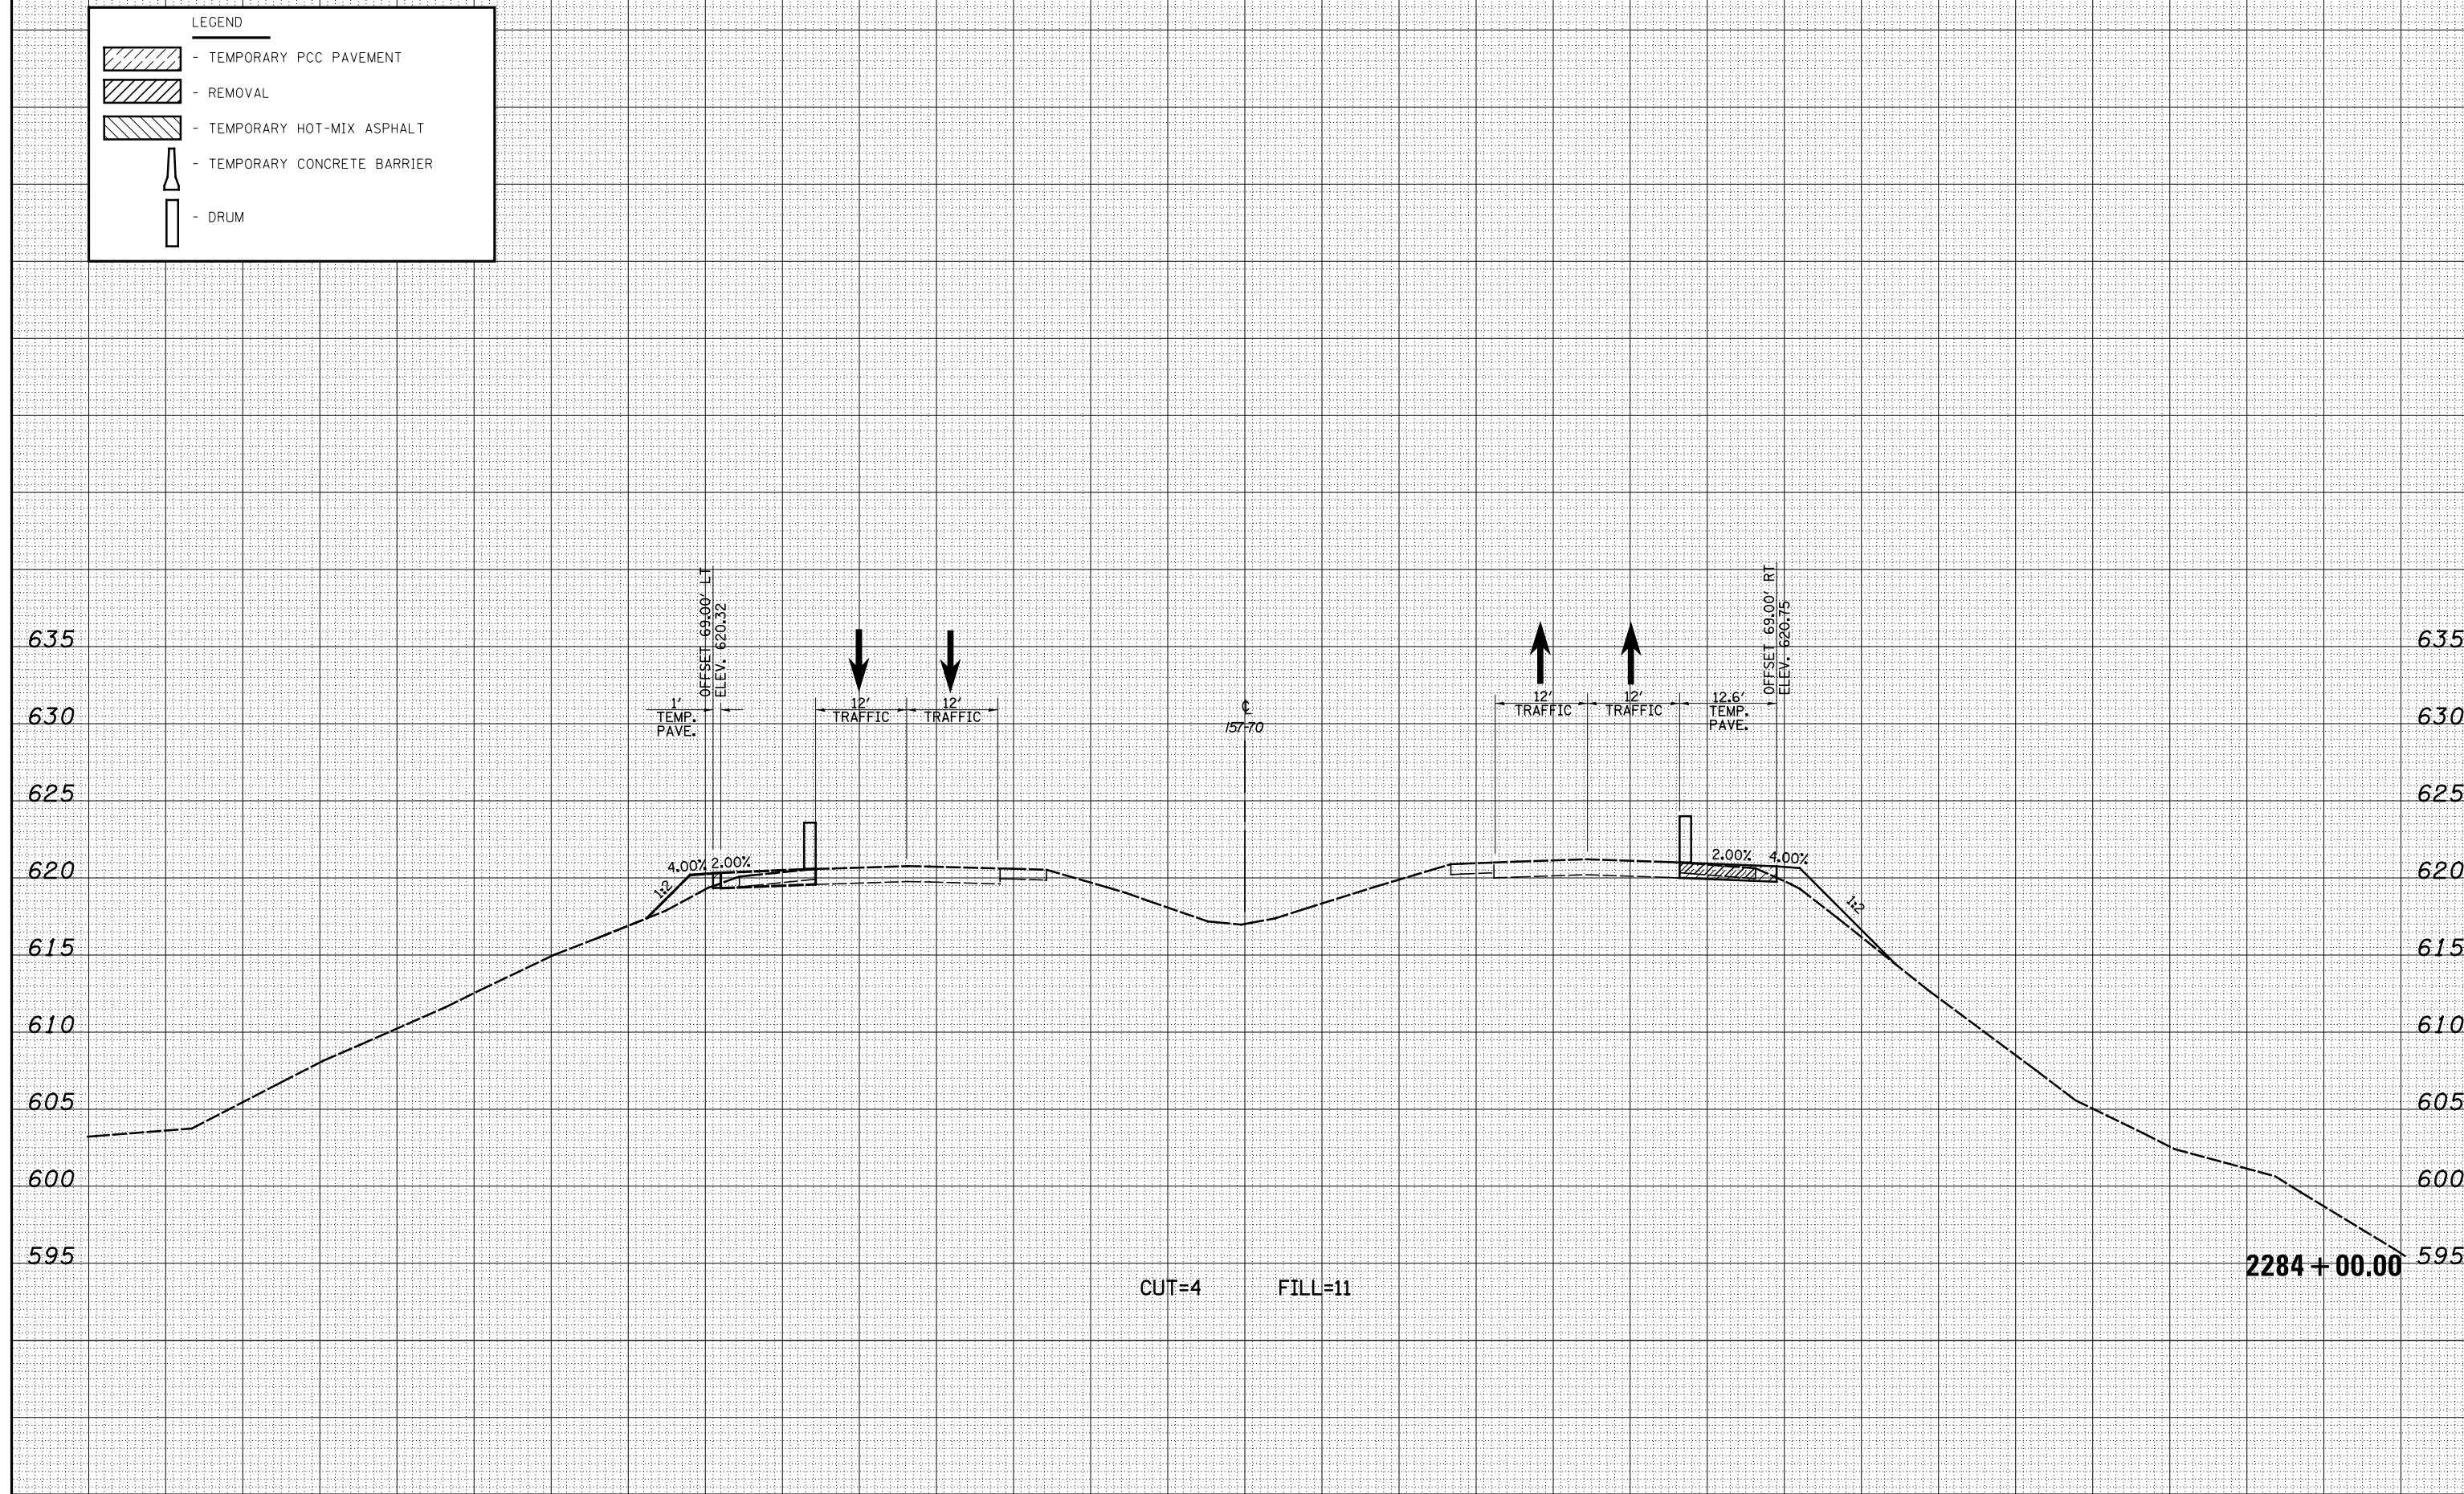 LEGEND
- TEMPORARY PCC PAVEMENT
- REMOVAL
- TEMPORARY HOT-MIX ASPHALT
- TEMPORARY CONCRETE BARRIER
- DRUM
OFFSET 69.00' LT
ELEV. 620.32
OFFSET 69.00' RT
ELEV. 620.75
635
635
1'
TEMP.
PAVE.
12'
TRAFFIC
12'
TRAFFIC
℄
157-70
12'
TRAFFIC
12'
TRAFFIC
12.6'
TEMP.
PAVE.
630
630
625
625
4.00%
2.00%
1:2
2.00%
4.00%
1:2
620
620
615
615
610
610
605
605
600
600
595
595
2284+00.00
CUT=4
FILL=11